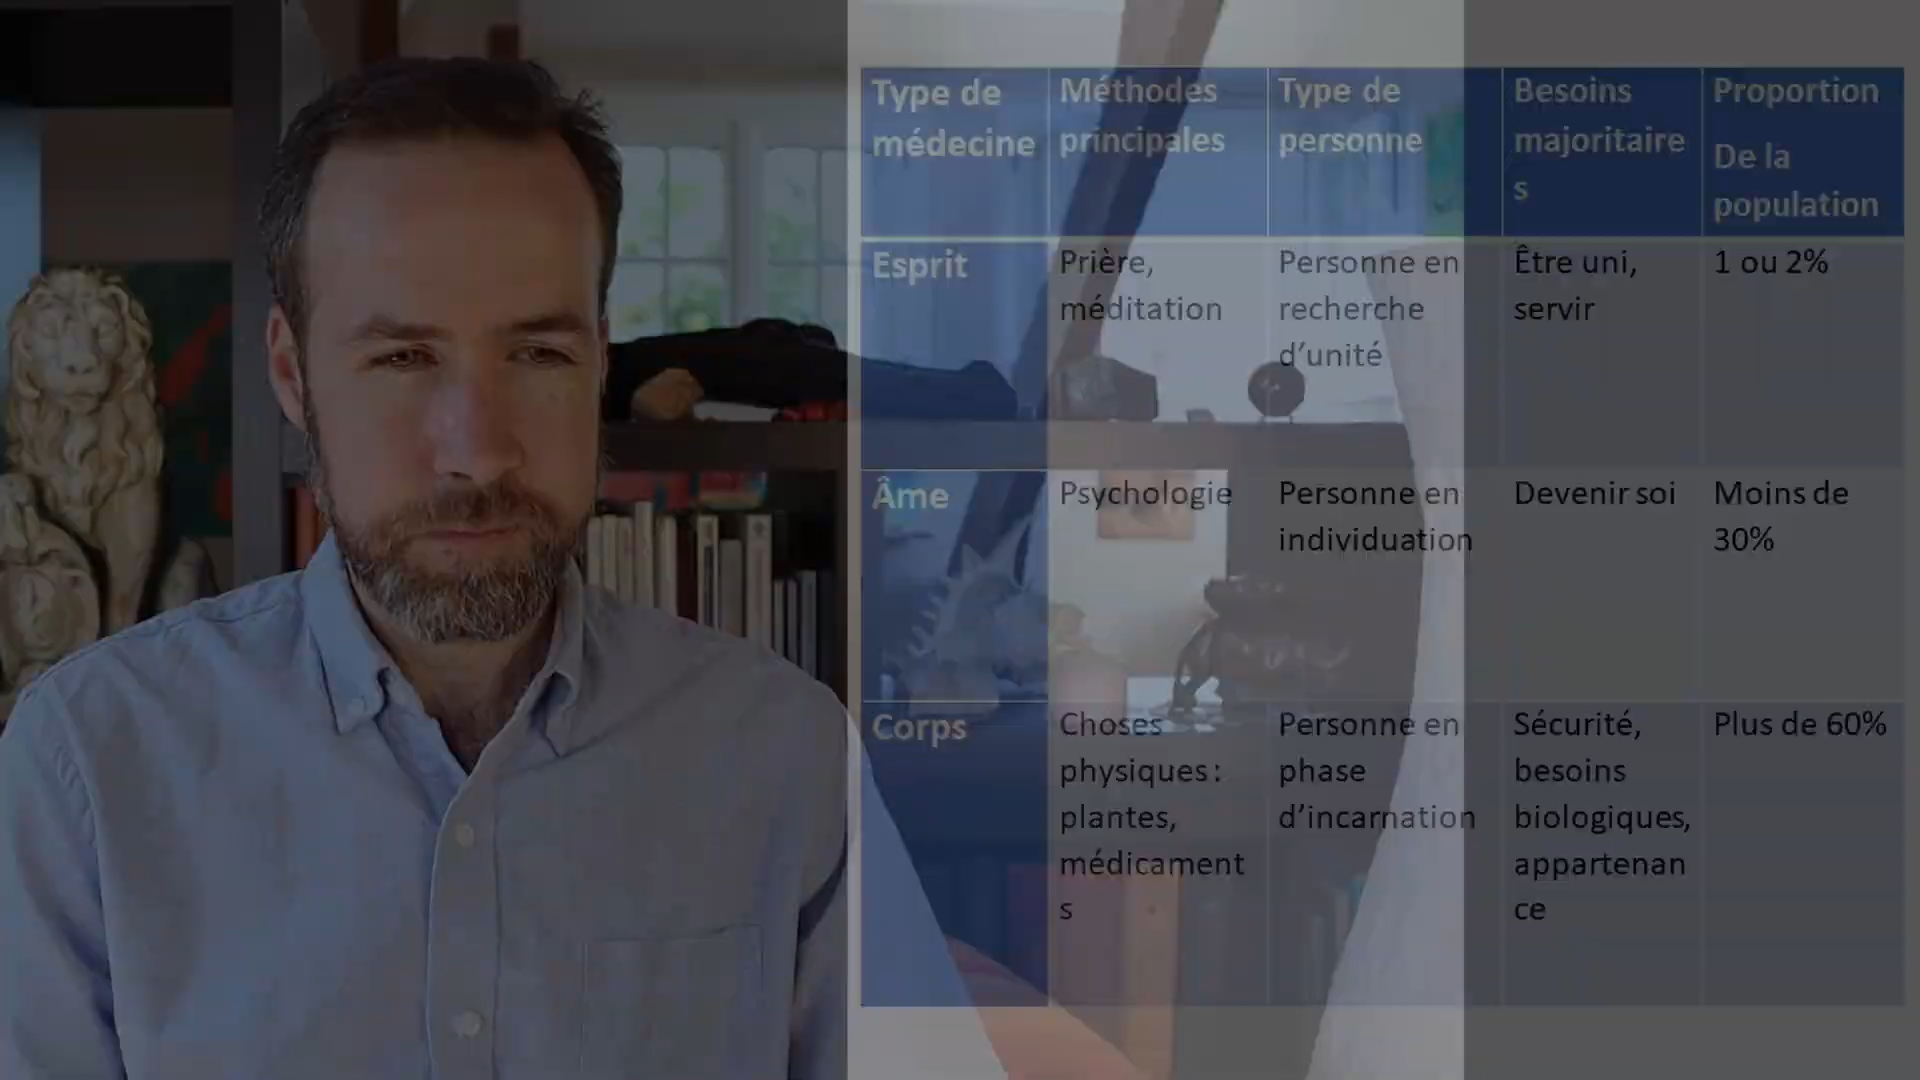 Type de
médecine
Méthodes
principales
Type de
personne
Besoins
majoritaire
s
Proportion
De la
population
Esprit
Prière,
méditation
Personne en
recherche
d’unité
Être uni,
servir
1 ou 2%
Âme
Psychologie
Personne en
individuation
Devenir soi
Moins de
30%
Corps
Choses
physiques :
plantes,
médicament
s
Personne en
phase
d’incarnation
Sécurité,
besoins
biologiques,
appartenan
ce
Plus de 60%